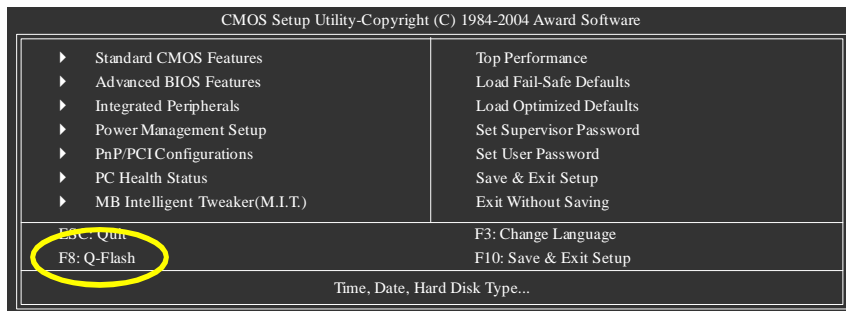 CMOS Setup Utility-Copyright (C) 1984-2004 Award Software
Standard CMOS Features
Advanced BIOS Features
Integrated Peripherals
Power Management Setup
PnP/PCI Configurations
PC Health Status
MB Intelligent Tweaker(M.I.T.)
Top Performance
Load Fail-Safe Defaults
Load Optimized Defaults
Set Supervisor Password
Set User Password
Save & Exit Setup
Exit Without Saving
ESC: Quit
F8: Q-Flash
F3: Change Language
F10: Save & Exit Setup
Time, Date, Hard Disk Type...